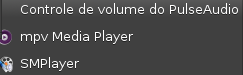 Controle de volume do PulseAudio
mpv Media Player
SMPlayer